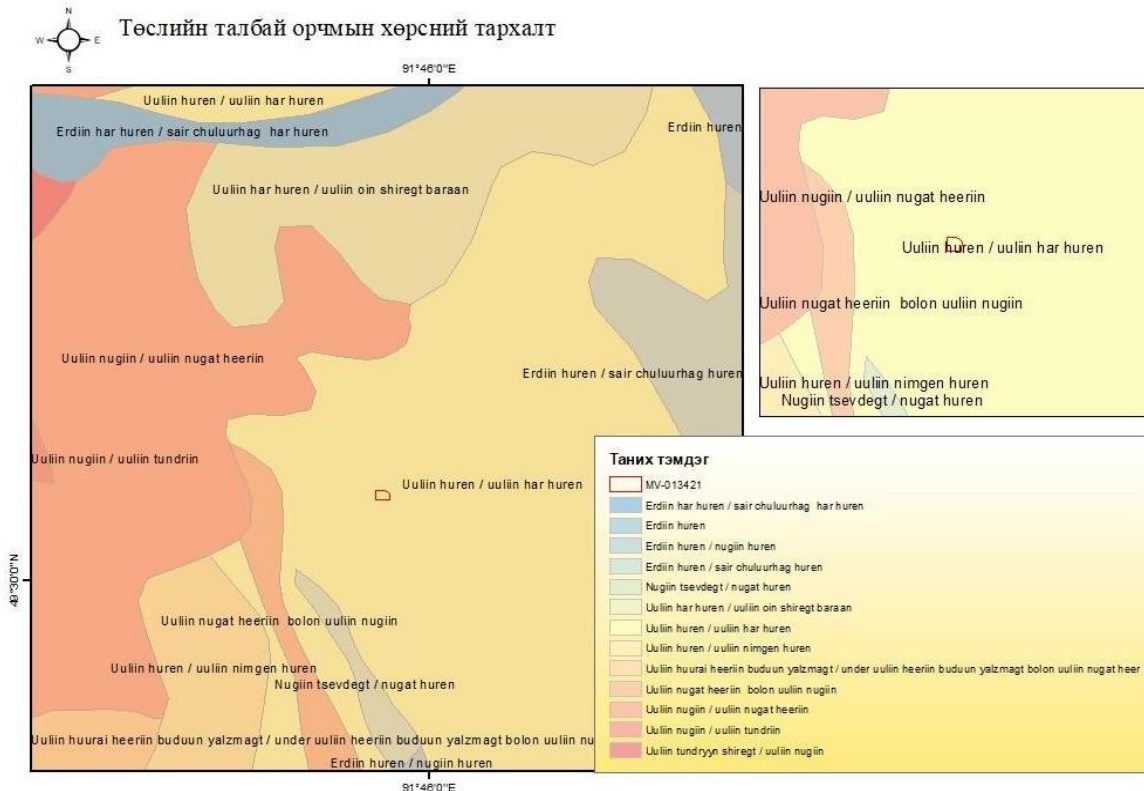 N
W E
S
Төслийн талбай орчмын хөрсний тархалт
91°46'0"E
Uuliin huren / uuliin har huren
Erdiin har huren / sair chuluurhag har huren
Erdiin huren
Uuliin har huren / uuliin oin shiregt baraan
Uuliin nugiin / uuliin nugat heeriin
Erdiin huren / sair chuluurhag huren
Uuliin nugiin / uuliin tundriin
Uuliin huren / uuliin har huren
49°30'0"N
Uuliin nugat heeriin bolon uuliin nugiin
Uuliin huren / uuliin nimgen huren
Nugiin tsevdegt / nugat huren
Uuliin huurai heeriin buduun yalzmagt / under uuliin heeriin buduun yalzmagt bolon uuliin nu
Erdiin huren / nugiin huren
91°46'0"E
Uuliin nugiin / uuliin nugat heeriin
Uuliin huren / uuliin har huren
Uuliin nugat heeriin bolon uuliin nugiin
Uuliin huren / uuliin nimgen huren
Nugiin tsevdegt / nugat huren
Таних тэмдэг
MV-013421
Erdiin har huren / sair chuluurhag har huren
Erdiin huren
Erdiin huren / nugiin huren
Erdiin huren / sair chuluurhag huren
Nugiin tsevdegt / nugat huren
Uuliin har huren / uuliin oin shiregt baraan
Uuliin huren / uuliin har huren
Uuliin huren / uuliin nimgen huren
Uuliin huurai heeriin buduun yalzmagt / under uuliin heeriin buduun yalzmagt bolon uuliin nugat heer
Uuliin nugat heeriin bolon uuliin nugiin
Uuliin nugiin / uuliin nugat heeriin
Uuliin nugiin / uuliin tundriin
Uuliin tundryyn shiregt / uuliin nugiin